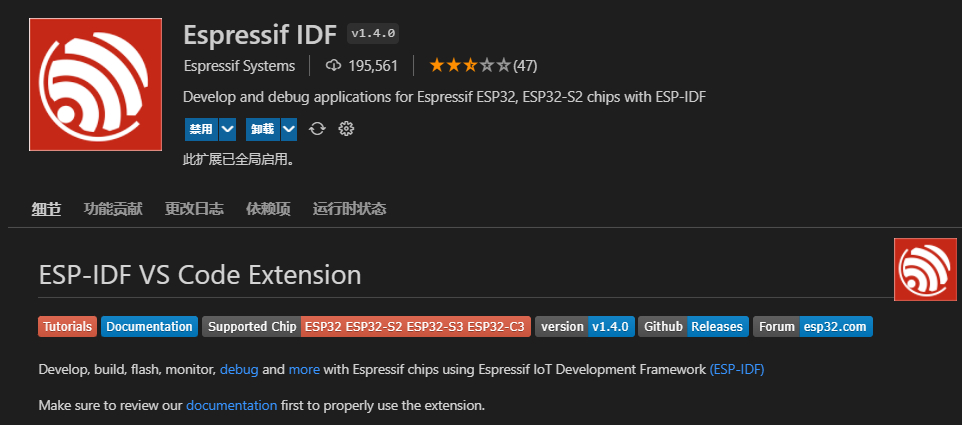 Espressif IDF v1.4.0
Espressif Systems 195,561 (47)
Develop and debug applications for Espressif ESP32, ESP32-S2 chips with ESP-IDF
禁用 卸载
此扩展已全局启用。
细节 功能贡献 更改日志 依赖项 运行时状态
ESP-IDF VS Code Extension
Tutorials Documentation Supported Chip ESP32 ESP32-S2 ESP32-S3 ESP32-C3 version v1.4.0 Github Releases Forum esp32.com
Develop, build, flash, monitor, debug and more with Espressif chips using Espressif IoT Development Framework (ESP-IDF)
Make sure to review our documentation first to properly use the extension.